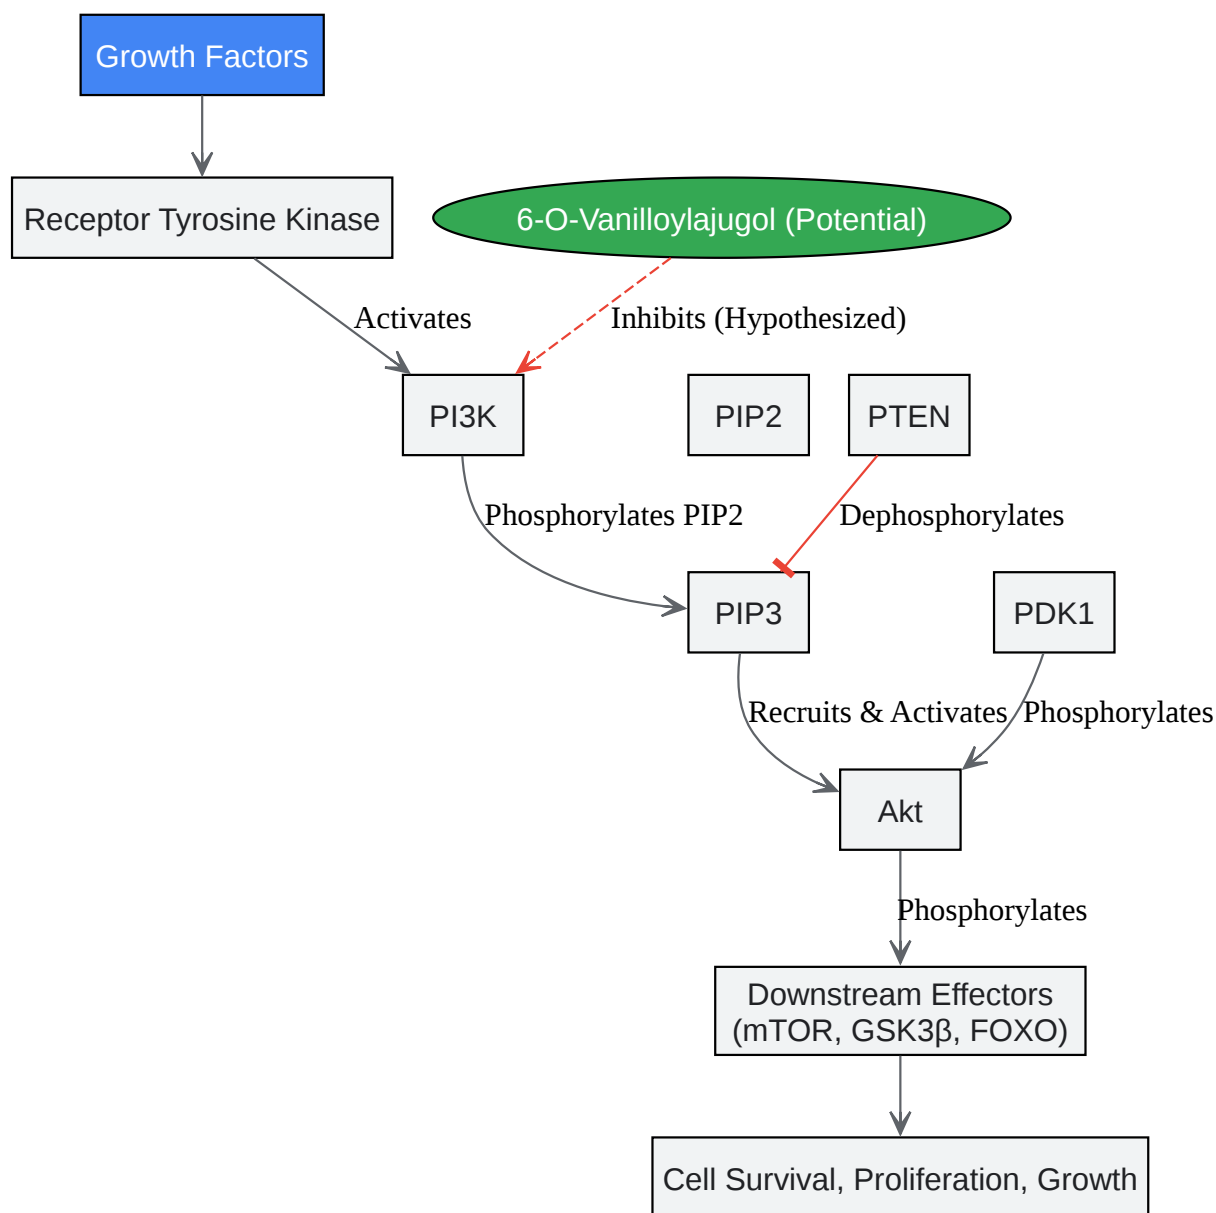 Growth Factors
Receptor Tyrosine Kinase
6-O-Vanilloylajugol (Potential)
Activates
Inhibits (Hypothesized)
PI3K
PIP2
PTEN
Phosphorylates PIP2
Dephosphorylates
PIP3
PDK1
Recruits & Activates
Phosphorylates
Akt
Phosphorylates
Downstream Effectors
(mTOR, GSK3β, FOXO)
Cell Survival, Proliferation, Growth